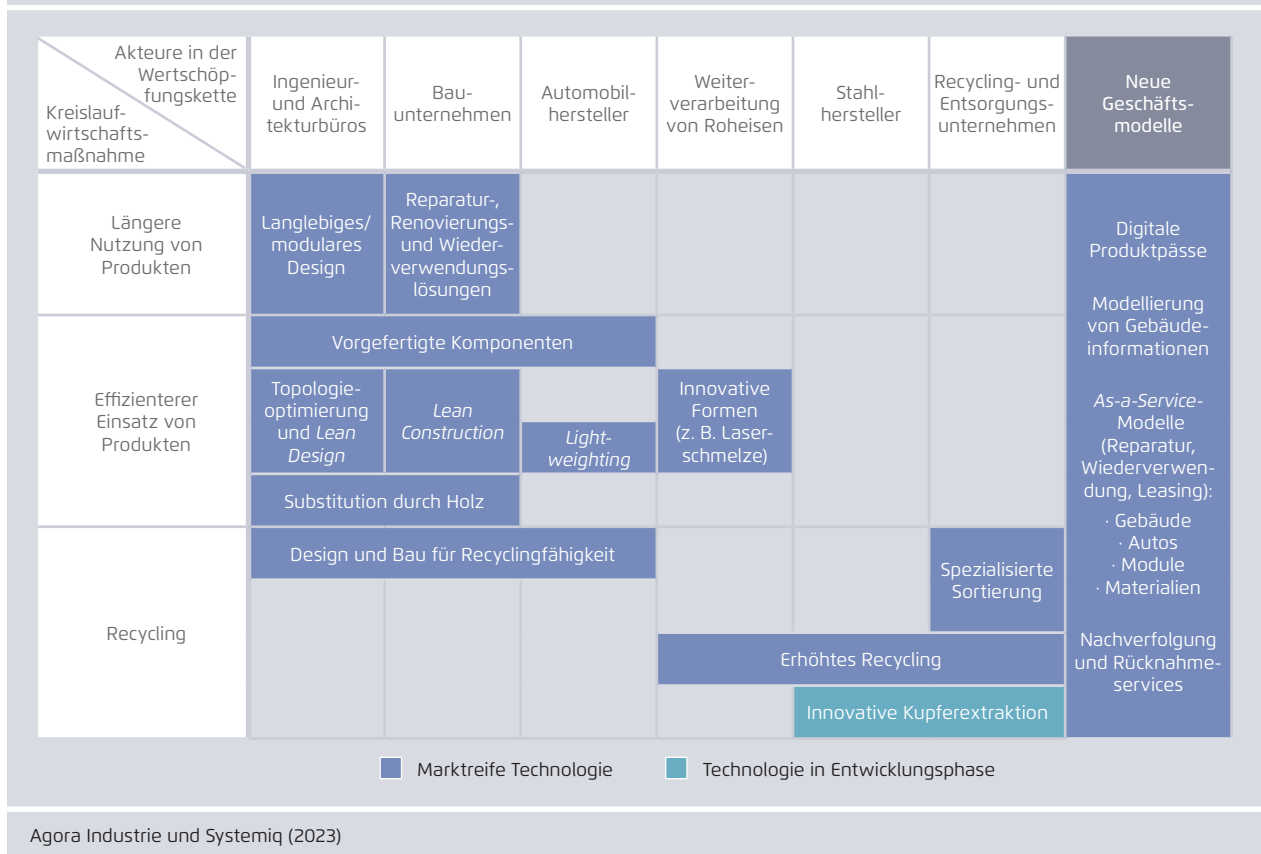 Akteure in der
Wertschöp-
fungskette
Kreislauf-
wirtschafts-
maßnahme
Ingenieur-
und Archi-
tekturbüros
Bau-
unternehmen
Automobil-
hersteller
Weiter-
verarbeitung
von Roheisen
Stahl-
hersteller
Recycling- und
Entsorgungs-
unternehmen
Neue
Geschäfts-
modelle
Längere
Nutzung von
Produkten
Langlebiges/
modulares
Design
Reparatur-,
Renovierungs-
und Wieder-
verwendungs-
lösungen
Effizienterer
Einsatz von
Produkten
Vorgefertigte Komponenten
Topologie-
optimierung
und Lean
Design
Lean
Construction
Light-
weighting
Innovative
Formen
(z. B. Laser-
schmelze)
Substitution durch Holz
Recycling
Design und Bau für Recyclingfähigkeit
Spezialisierte
Sortierung
Erhöhtes Recycling
Innovative Kupferextraktion
Digitale
Produktpässe
Modellierung
von Gebäude-
informationen
As-a-Service-
Modelle
(Reparatur,
Wiederverwen-
dung, Leasing):
· Gebäude
· Autos
· Module
· Materialien
Nachverfolgung
und Rücknahme-
services
Marktreife Technologie
Technologie in Entwicklungsphase
Agora Industrie und Systemiq (2023)